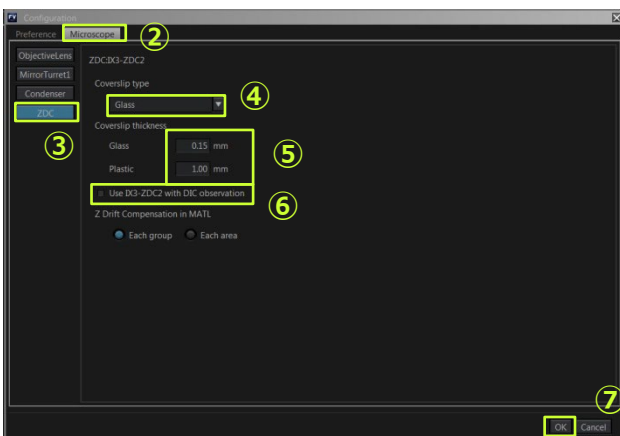 FV Configuration
Preference Microscope ②
ObjectiveLens
MirrorTurret1
Condenser
ZDC
③
ZDC:IX3-ZDC2
Coverslip type
Glass
④
Coverslip thickness
Glass 0.15 mm
Plastic 1.00 mm
⑤
Use IX3-ZDC2 with DIC observation
⑥
Z Drift Compensation in MATL
Each group Each area
⑦
OK Cancel